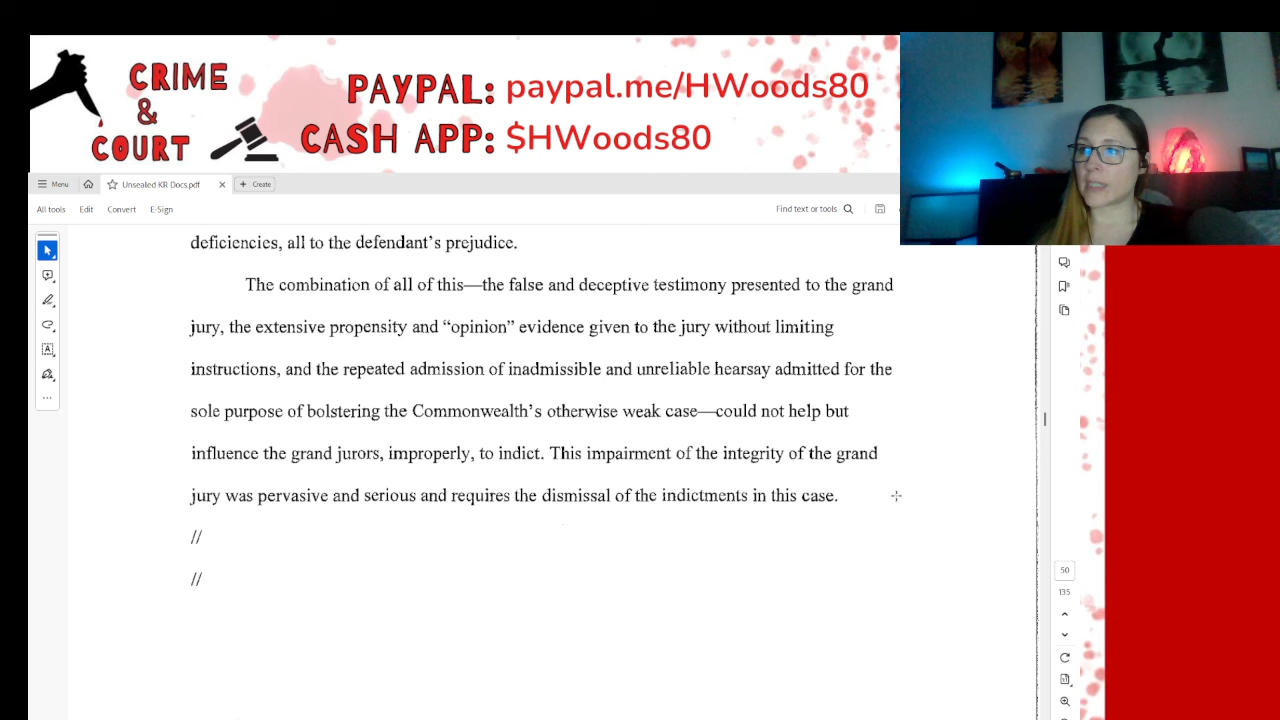 CRIME
&
COURT
PAYPAL: paypal.me/HWoods80
CASH APP: $HWoods80
Menu
Unsealed KR Docs.pdf
Create
All tools
Edit
Convert
E-Sign
Find text or tools
deficiencies, all to the defendant's prejudice.
The combination of all of this—the false and deceptive testimony presented to the grand
jury, the extensive propensity and “opinion” evidence given to the jury without limiting
instructions, and the repeated admission of inadmissible and unreliable hearsay admitted for the
sole purpose of bolstering the Commonwealth's otherwise weak case—could not help but
influence the grand jurors, improperly, to indict. This impairment of the integrity of the grand
jury was pervasive and serious and requires the dismissal of the indictments in this case.
//
//
50
135